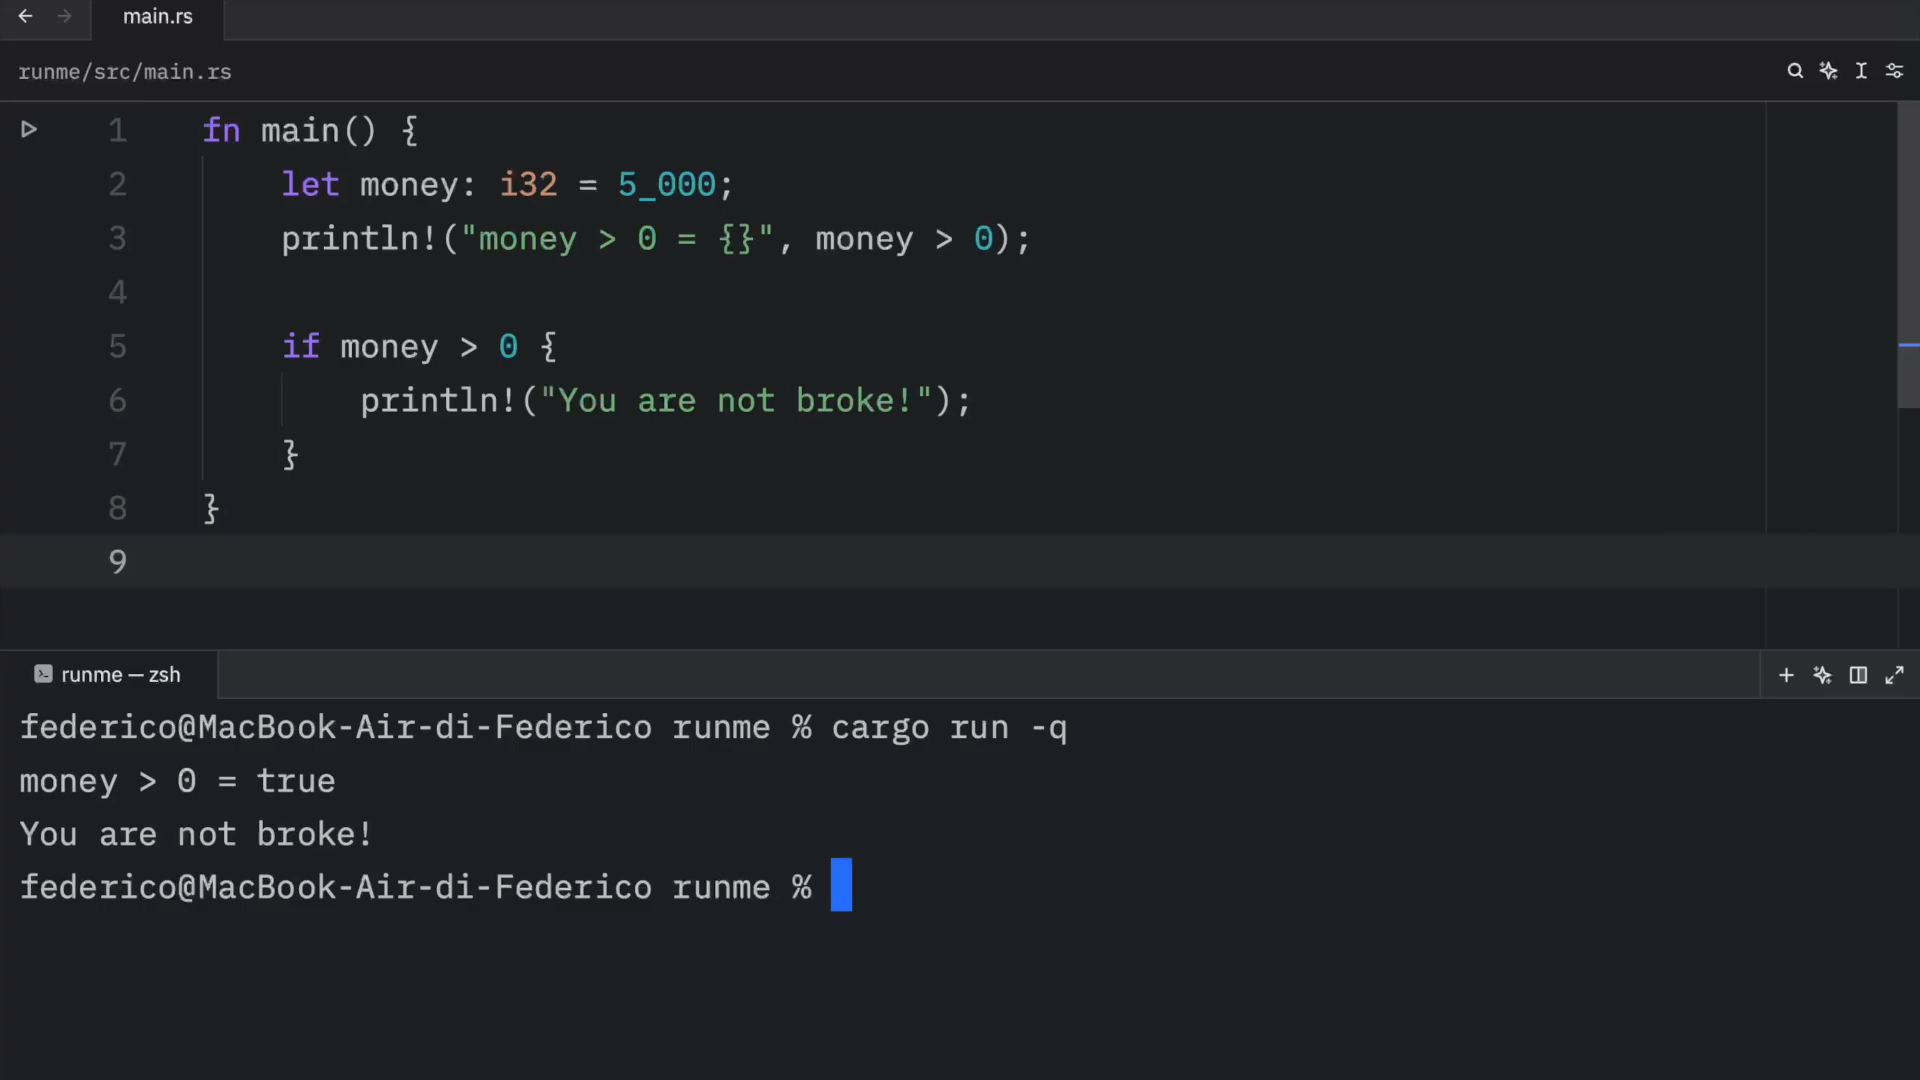 main.rs
runme/src/main.rs
1 fn main() {
2     let money: i32 = 5_000;
3     println!("money > 0 = {}", money > 0);
4
5     if money > 0 {
6         println!("You are not broke!");
7     }
8 }
9
runme — zsh
federico@MacBook-Air-di-Federico runme % cargo run -q
money > 0 = true
You are not broke!
federico@MacBook-Air-di-Federico runme %